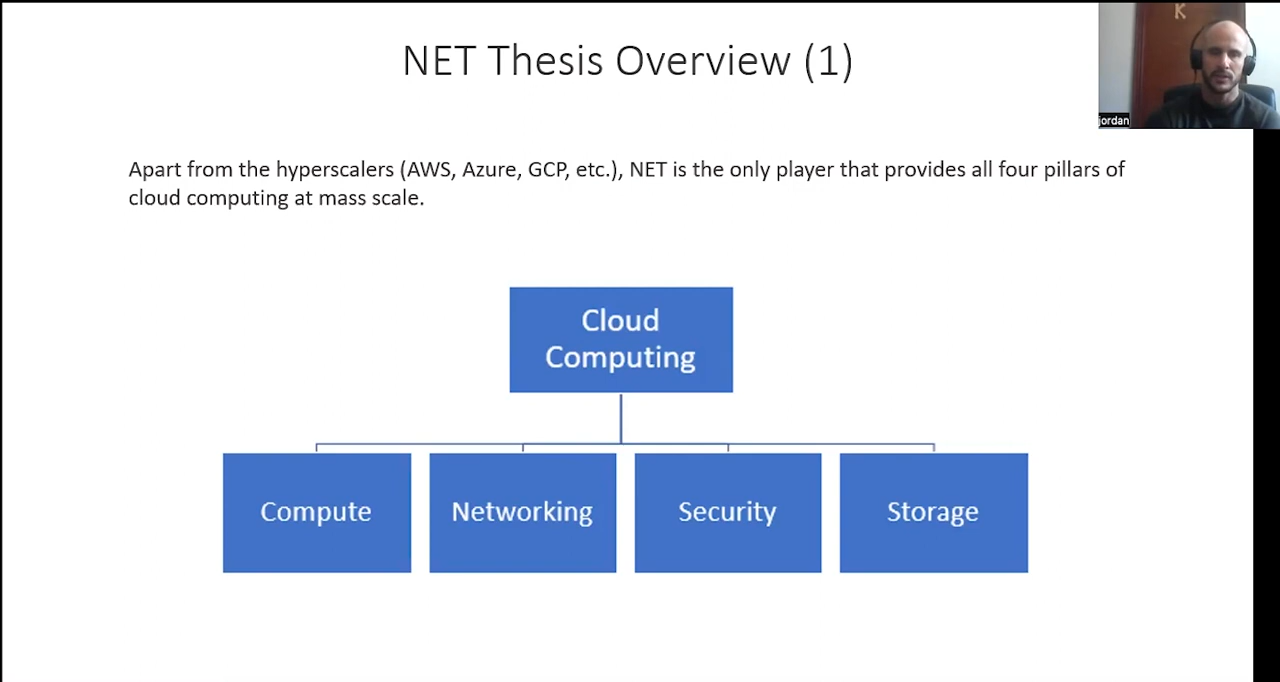 NET Thesis Overview (1)
K
jordan
Apart from the hyperscalers (AWS, Azure, GCP, etc.), NET is the only player that provides all four pillars of
cloud computing at mass scale.
Cloud
Computing
Compute
Networking
Security
Storage